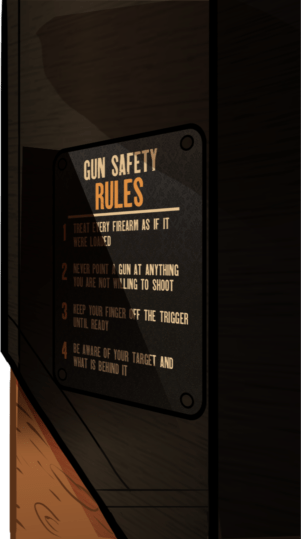 GUN SAFETY
RULES
1 TREAT EVERY FIREARM AS IF IT
WERE LOADED
2 NEVER POINT A GUN AT ANYTHING
YOU ARE NOT WILLING TO SHOOT
3 KEEP YOUR FINGER OFF THE TRIGGER
UNTIL READY
4 BE AWARE OF YOUR TARGET AND
WHAT IS BEHIND IT